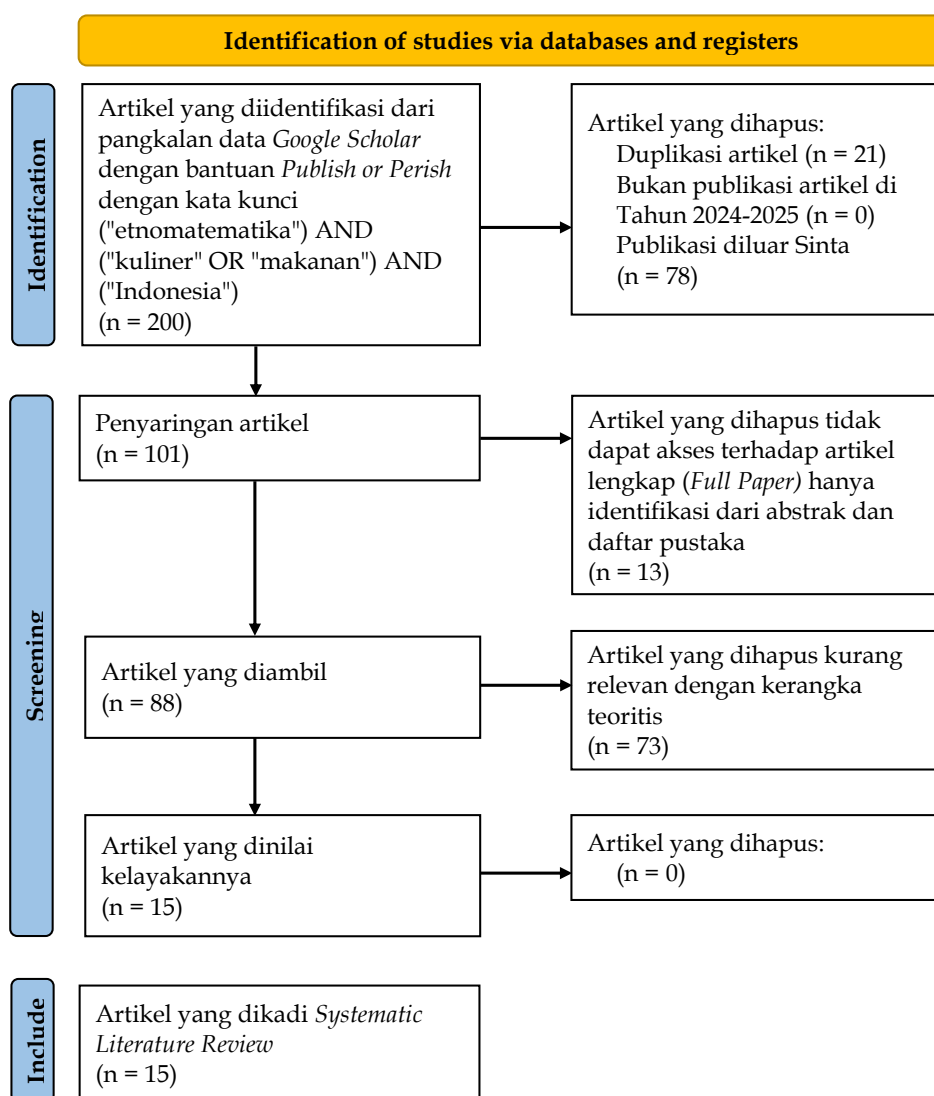 Identification of studies via databases and registers
Identification
Artikel yang diidentifikasi dari
pangkalan data Google Scholar
dengan bantuan Publish or Perish
dengan kata kunci
("etnomatematika") AND
("kuliner" OR "makanan") AND
("Indonesia")
(n = 200)
Artikel yang dihapus:
Duplikasi artikel (n = 21)
Bukan publikasi artikel di
Tahun 2024-2025 (n = 0)
Publikasi diluar Sinta
(n = 78)
Screening
Penyaringan artikel
(n = 101)
Artikel yang dihapus tidak
dapat akses terhadap artikel
lengkap (Full Paper) hanya
identifikasi dari abstrak dan
daftar pustaka
(n = 13)
Artikel yang diambil
(n = 88)
Artikel yang dihapus kurang
relevan dengan kerangka
teoritis
(n = 73)
Artikel yang dinilai
kelayakannya
(n = 15)
Artikel yang dihapus:
(n = 0)
Include
Artikel yang dikadi Systematic
Literature Review
(n = 15)